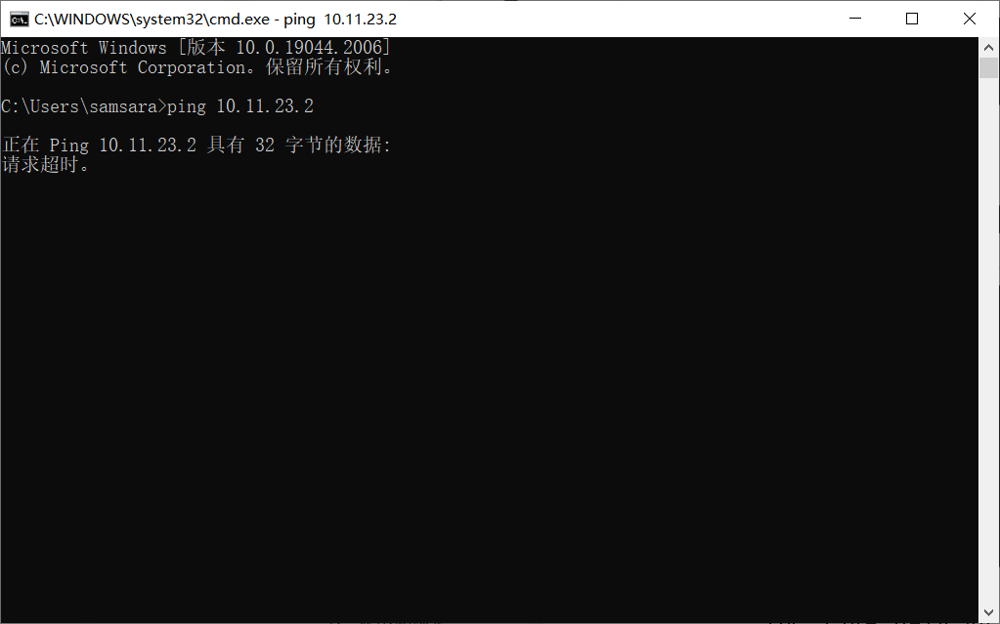 C:\WINDOWS\system32\cmd.exe - ping  10.11.23.2
Microsoft Windows [版本 10.0.19044.2006]
(c) Microsoft Corporation。保留所有权利。
C:\Users\samsara>ping 10.11.23.2
正在 Ping 10.11.23.2 具有 32 字节的数据:
请求超时。